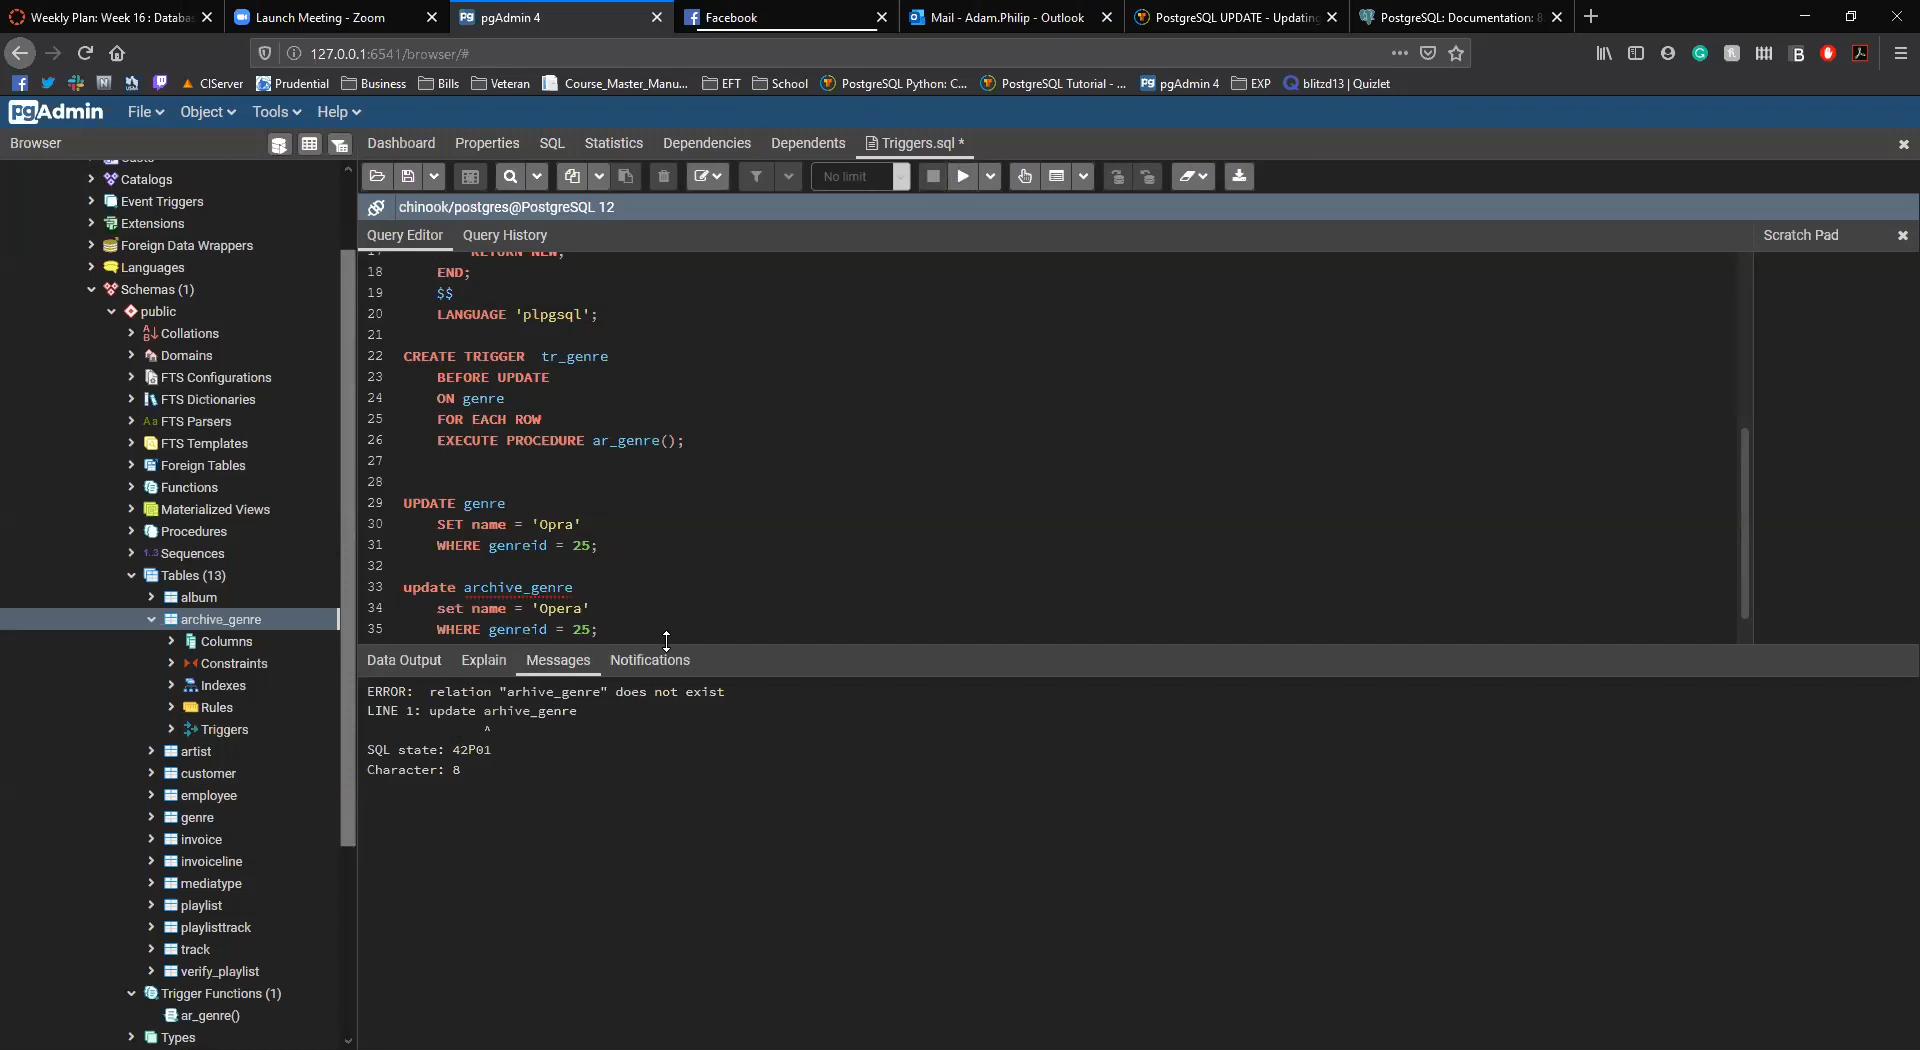 Weekly Plan: Week 16 : Databas
Launch Meeting - Zoom
pgAdmin 4
Facebook
Mail - Adam.Philip - Outlook
PostgreSQL UPDATE - Updating
PostgreSQL: Documentation: 8
127.0.0.1:6541/browser/#
CIServer
Prudential
Business
Bills
Veteran
Course_Master_Manu...
EFT
School
PostgreSQL Python: C...
PostgreSQL Tutorial - ...
pgAdmin 4
EXP
blitzd13 | Quizlet
pgAdmin
File
Object
Tools
Help
Browser
Dashboard
Properties
SQL
Statistics
Dependencies
Dependents
Triggers.sql *
No limit
chinook/postgres@PostgreSQL 12
Query Editor
Query History
Scratch Pad
Casts
Catalogs
Event Triggers
Extensions
Foreign Data Wrappers
Languages
Schemas (1)
public
Collations
Domains
FTS Configurations
FTS Dictionaries
FTS Parsers
FTS Templates
Foreign Tables
Functions
Materialized Views
Procedures
Sequences
Tables (13)
album
archive_genre
Columns
Constraints
Indexes
Rules
Triggers
artist
customer
employee
genre
invoice
invoiceline
mediatype
playlist
playlisttrack
track
verify_playlist
Trigger Functions (1)
ar_genre()
Types
17 RETURN NEW;
18 END;
19 $$
20 LANGUAGE 'plpgsql';
21
22 CREATE TRIGGER tr_genre
23 BEFORE UPDATE
24 ON genre
25 FOR EACH ROW
26 EXECUTE PROCEDURE ar_genre();
27
28
29 UPDATE genre
30 SET name = 'Opra'
31 WHERE genreid = 25;
32
33 update archive_genre
34 set name = 'Opera'
35 WHERE genreid = 25;
Data Output
Explain
Messages
Notifications
ERROR: relation "arhive_genre" does not exist
LINE 1: update arhive_genre
^
SQL state: 42P01
Character: 8